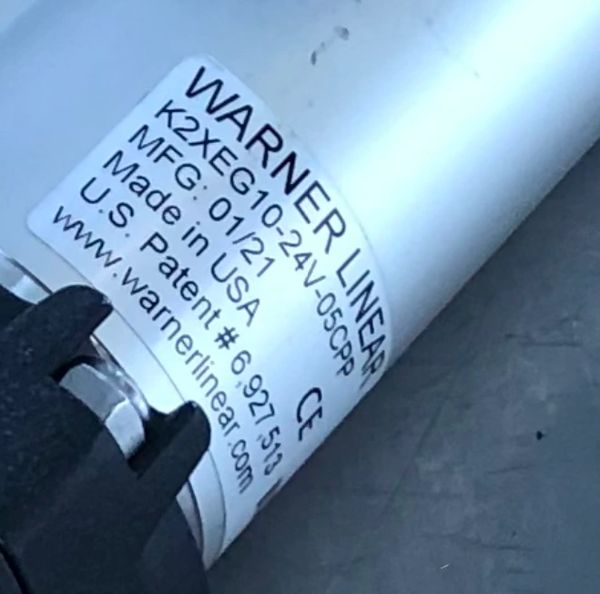 WARNER LINEAR
K2XEG10-24V-05CPP
MFG: 01/21
Made in USA
U.S. Patent # 6,927,513
www.warnerlinear.com
CE